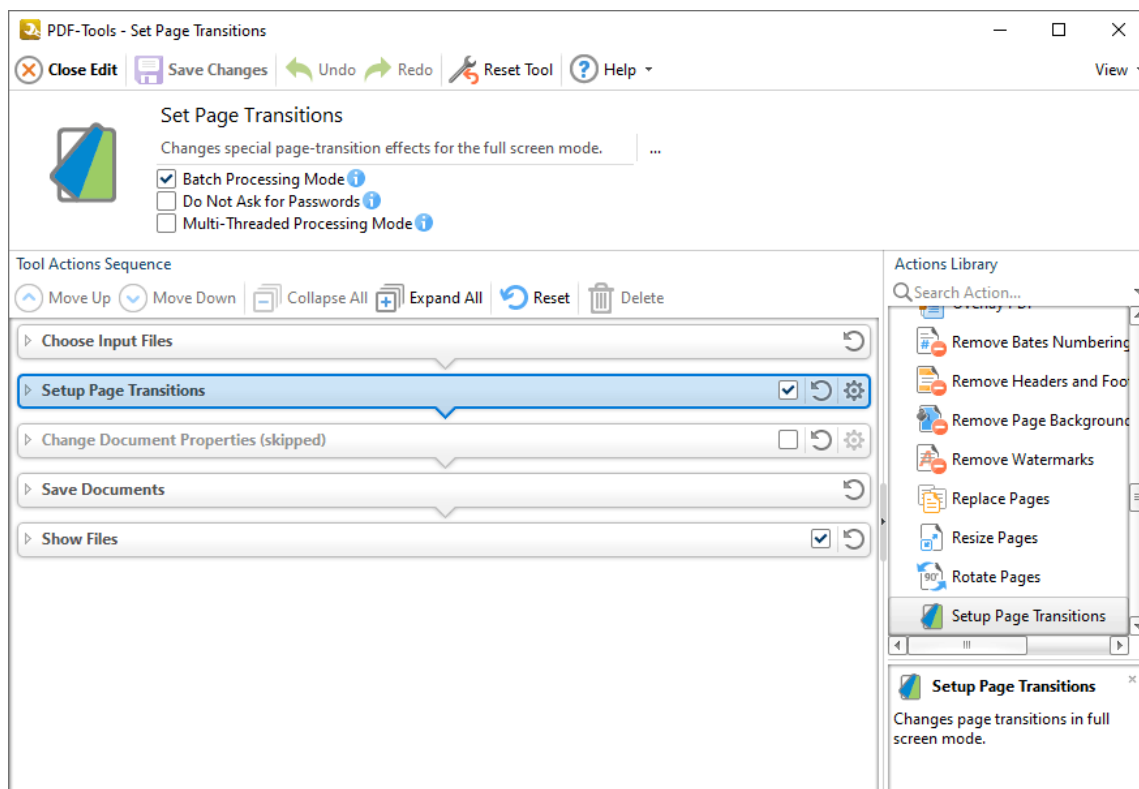 PDF-Tools - Set Page Transitions
Close Edit Save Changes Undo Redo Reset Tool ? Help View
Set Page Transitions
Changes special page-transition effects for the full screen mode. ...
Batch Processing Mode i
Do Not Ask for Passwords i
Multi-Threaded Processing Mode i
Tool Actions Sequence
Move Up Move Down Collapse All Expand All Reset Delete
Choose Input Files
Setup Page Transitions
Change Document Properties (skipped)
Save Documents
Show Files
Actions Library
Search Action...
Overlay PDF
Remove Bates Numbering
Remove Headers and Foo
Remove Page Background
Remove Watermarks
Replace Pages
Resize Pages
90° Rotate Pages
Setup Page Transitions
Setup Page Transitions
Changes page transitions in full
screen mode.